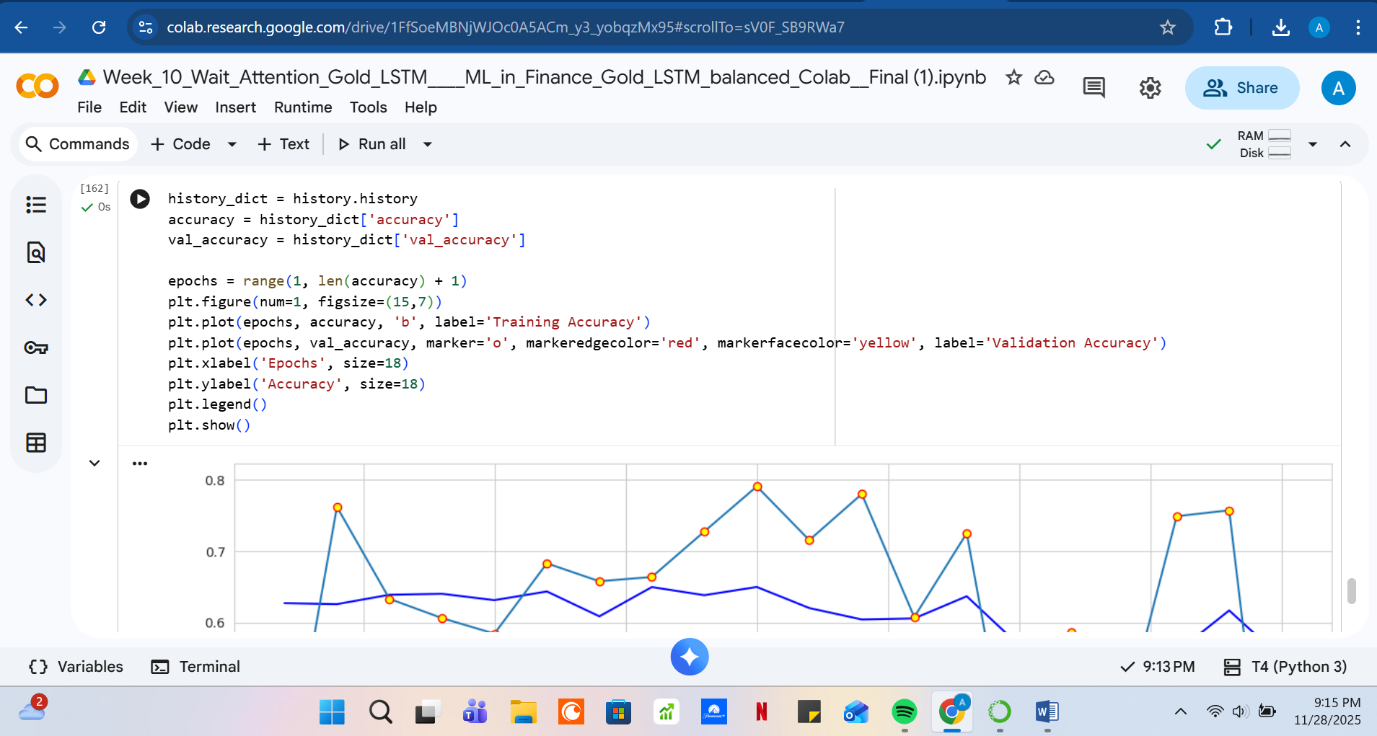 colab.research.google.com/drive/1FfSoeMBNjWJOc0A5ACm_y3_yobqzMx95#scrollTo=sV0F_SB9RWa7
A
Week_10_Wait_Attention_Gold_LSTM____ML_in_Finance_Gold_LSTM_balanced_Colab__Final (1).ipynb
Share
A
File Edit View Insert Runtime Tools Help
Commands + Code + Text Run all
RAM
Disk
[162]
0s
history_dict = history.history
accuracy = history_dict['accuracy']
val_accuracy = history_dict['val_accuracy']
epochs = range(1, len(accuracy) + 1)
plt.figure(num=1, figsize=(15,7))
plt.plot(epochs, accuracy, 'b', label='Training Accuracy')
plt.plot(epochs, val_accuracy, marker='o', markeredgecolor='red', markerfacecolor='yellow', label='Validation Accuracy')
plt.xlabel('Epochs', size=18)
plt.ylabel('Accuracy', size=18)
plt.legend()
plt.show()
0.8
0.7
0.6
{} Variables Terminal
9:13 PM T4 (Python 3)
2
9:15 PM
11/28/2025